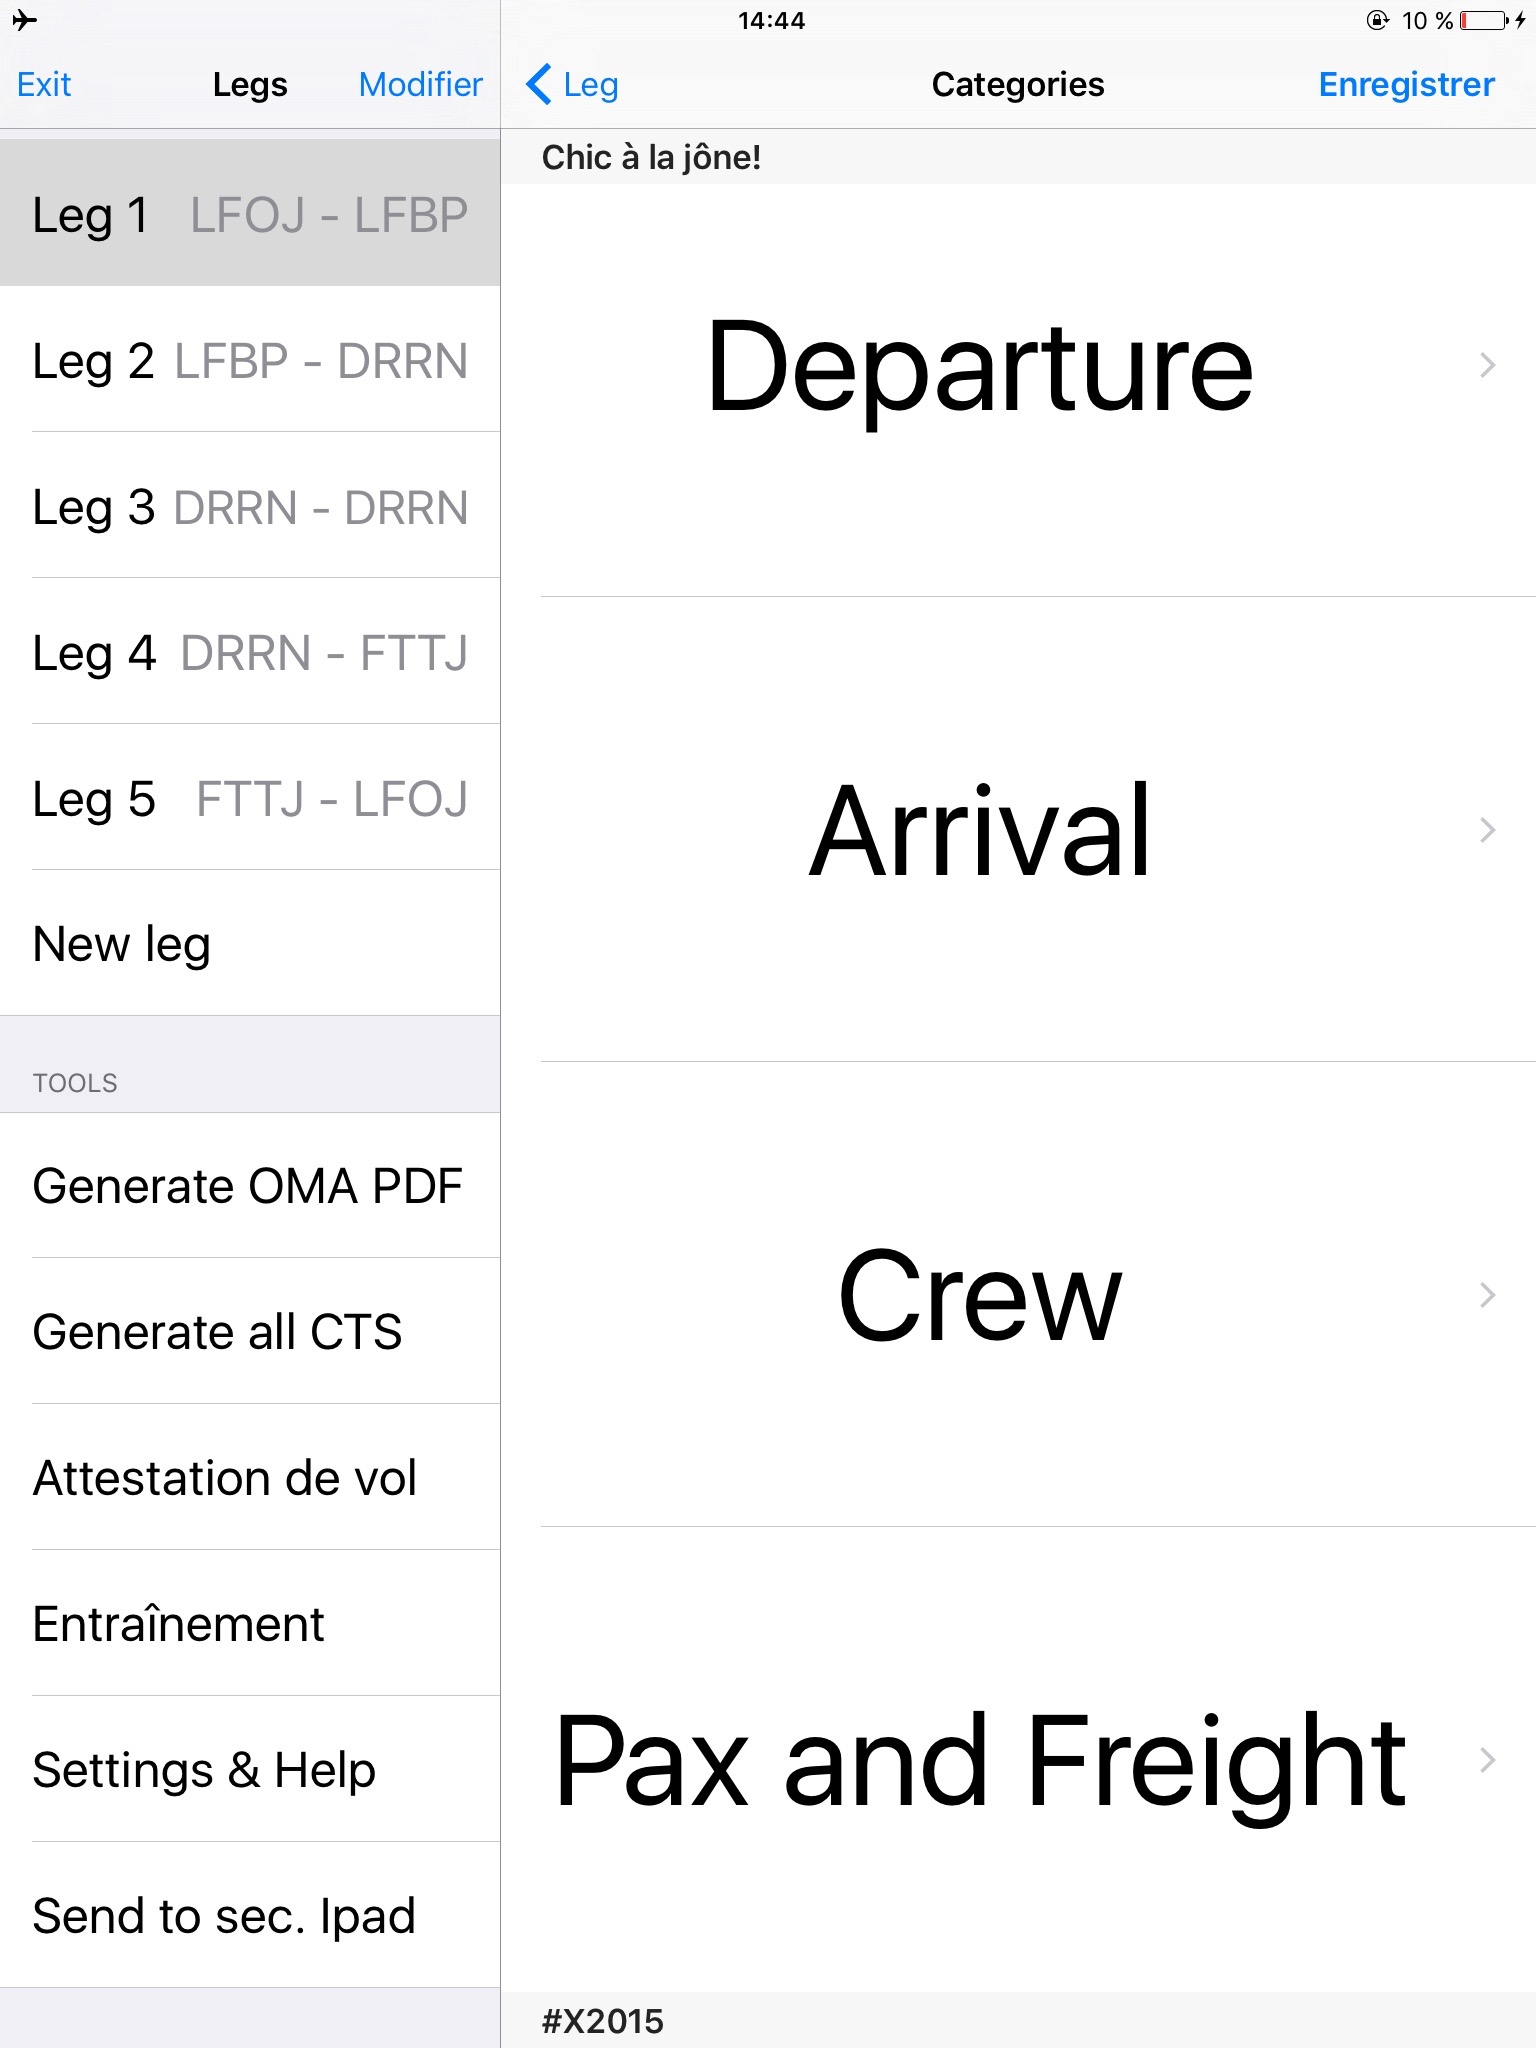 14:44
10 %
Exit
Legs
Modifier
Leg 1 LFOJ - LFBP
Leg 2 LFBP - DRRN
Leg 3 DRRN - DRRN
Leg 4 DRRN - FTTJ
Leg 5 FTTJ - LFOJ
New leg
TOOLS
Generate OMA PDF
Generate all CTS
Attestation de vol
Entraînement
Settings & Help
Send to sec. Ipad
Leg
Categories
Enregistrer
Chic à la jône!
Departure
Arrival
Crew
Pax and Freight
#X2015